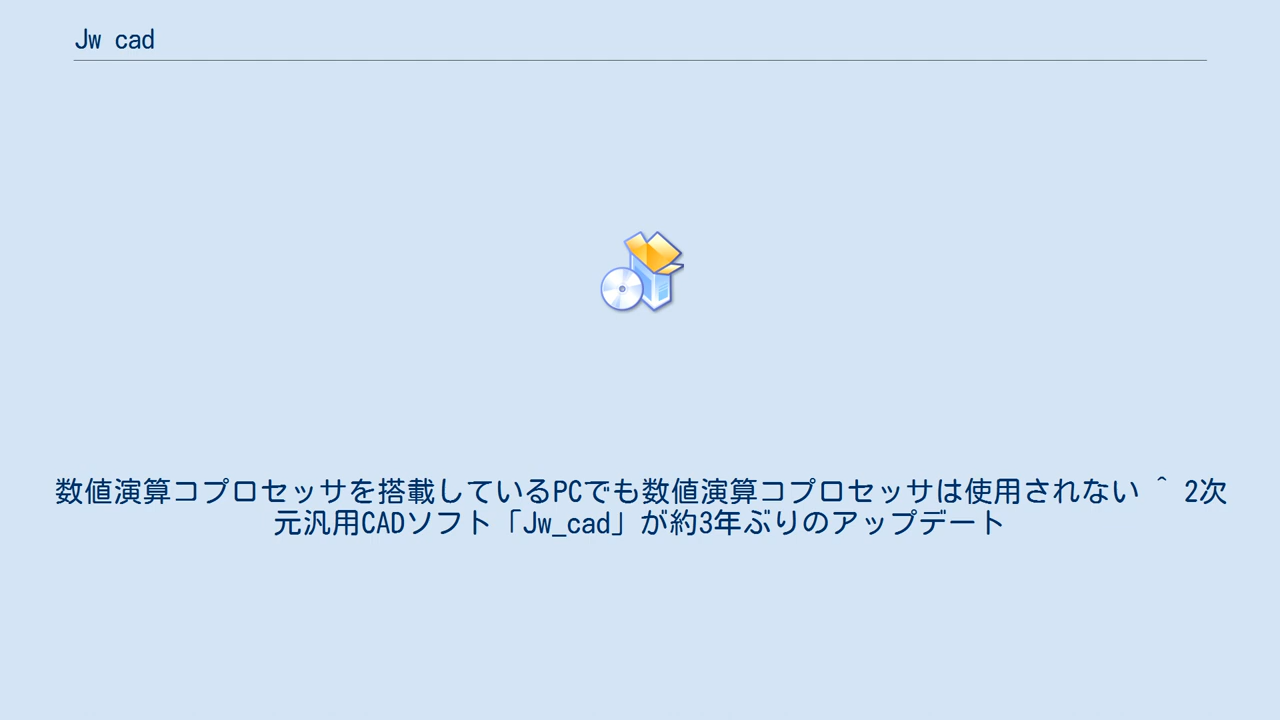 Jw cad
数値演算コプロセッサを搭載しているPCでも数値演算コプロセッサは使用されない ^ 2次
元汎用CADソフト「Jw_cad」が約3年ぶりのアップデート